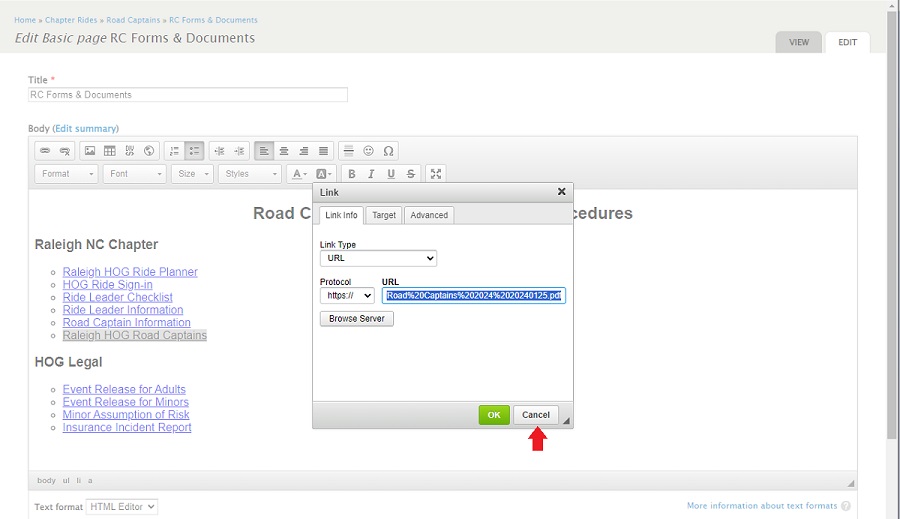 Home » Chapter Rides » Road Captains » RC Forms & Documents
Edit Basic page RC Forms & Documents
VIEW
EDIT
Title *
RC Forms & Documents
Body (Edit summary)
Format
Font
Size
Styles
A
A
B I U S
Link
Road C
cedures
Link Info
Target
Advanced
Raleigh NC Chapter
Raleigh HOG Ride Planner
HOG Ride Sign-in
Ride Leader Checklist
Ride Leader Information
Road Captain Information
Raleigh HOG Road Captains
Link Type
URL
Protocol
URL
https://
Road%20Captains%202024%2020240125.pdf
Browse Server
HOG Legal
Event Release for Adults
Event Release for Minors
Minor Assumption of Risk
Insurance Incident Report
OK
Cancel
body ul li a
Text format
HTML Editor
More information about text formats ?